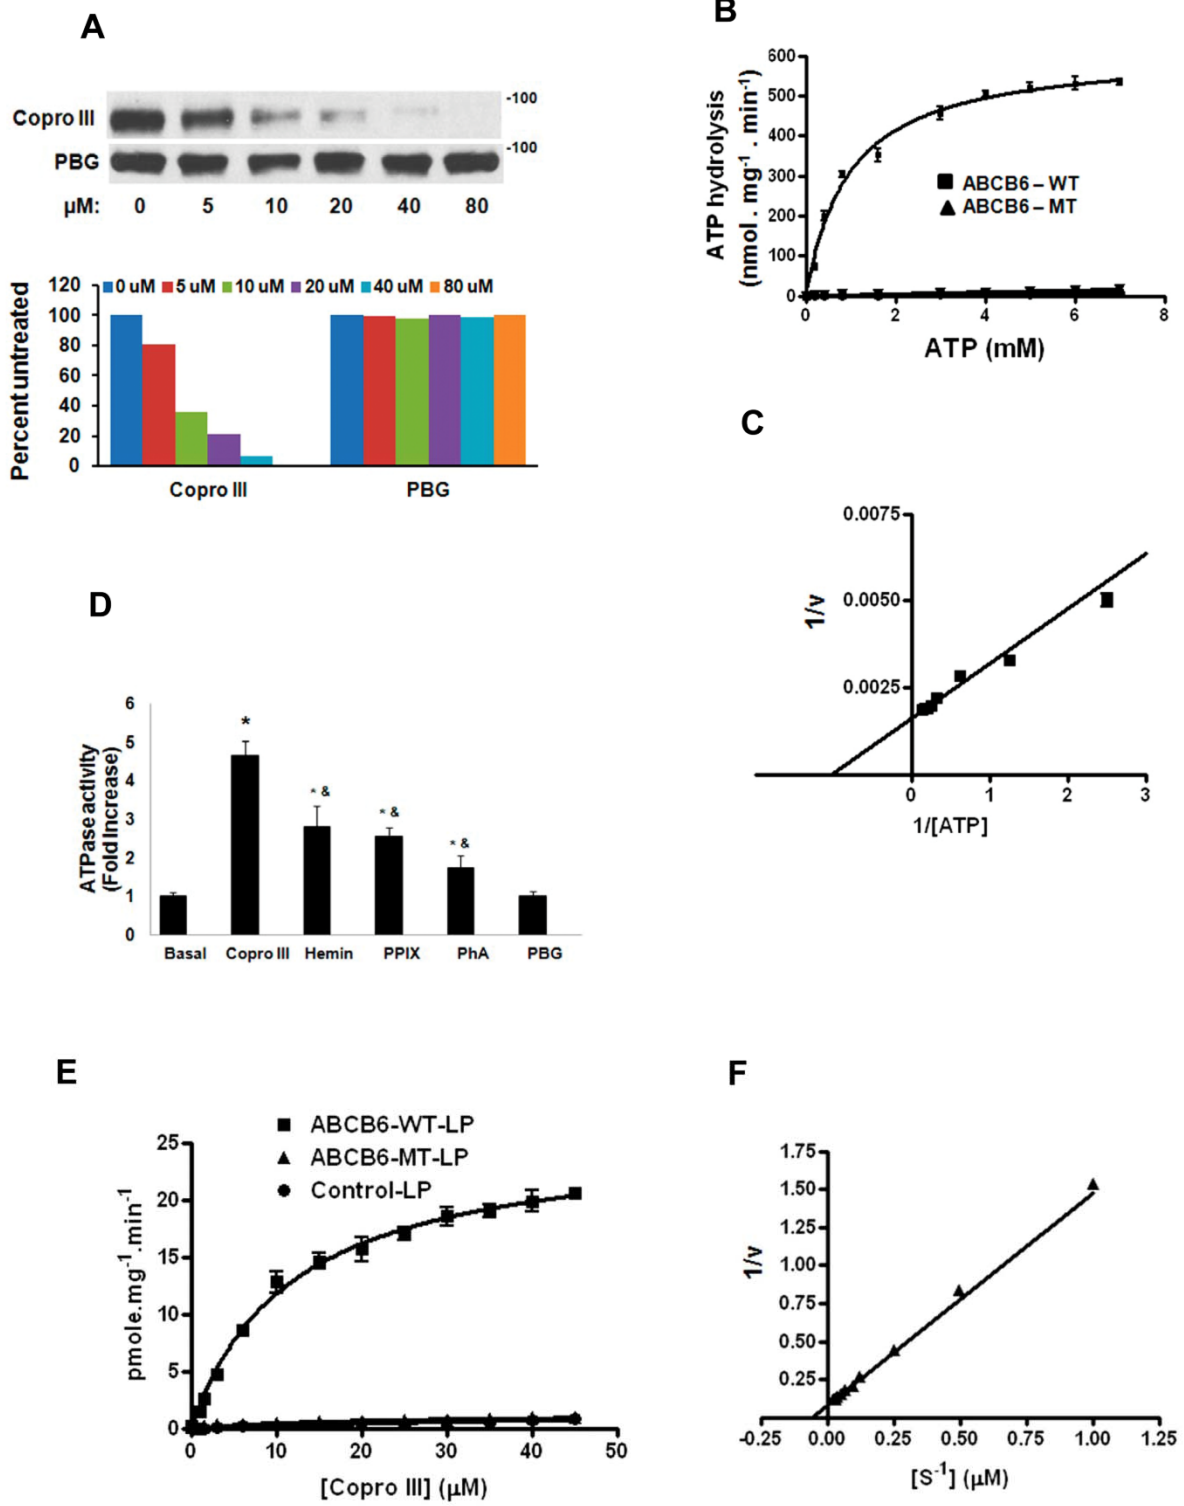 A
Copro III
-100
PBG
-100
µM: 0 5 10 20 40 80
Percent untreated
120
100
80
60
40
20
0
0 uM 5 uM 10 uM 20 uM 40 uM 80 uM
Copro III PBG
B
ATP hydrolysis
(nmol. mg⁻¹ . min⁻¹)
600
500
400
300
200
100
0
ABCB6 – WT
ABCB6 – MT
0 2 4 6 8
ATP (mM)
C
1/v
0.0075
0.0050
0.0025
0 1 2 3
1/[ATP]
D
ATPase activity
(Fold Increase)
6
5
4
3
2
1
0
*
* &
* &
* &
Basal Copro III Hemin PPIX PhA PBG
E
pmole.mg⁻¹.min⁻¹
25
20
15
10
5
0
ABCB6-WT-LP
ABCB6-MT-LP
Control-LP
0 10 20 30 40 50
[Copro III] (µM)
F
1/v
1.75
1.50
1.25
1.00
0.75
0.50
0.25
-0.25 0.00 0.25 0.50 0.75 1.00 1.25
[S⁻¹] (µM)